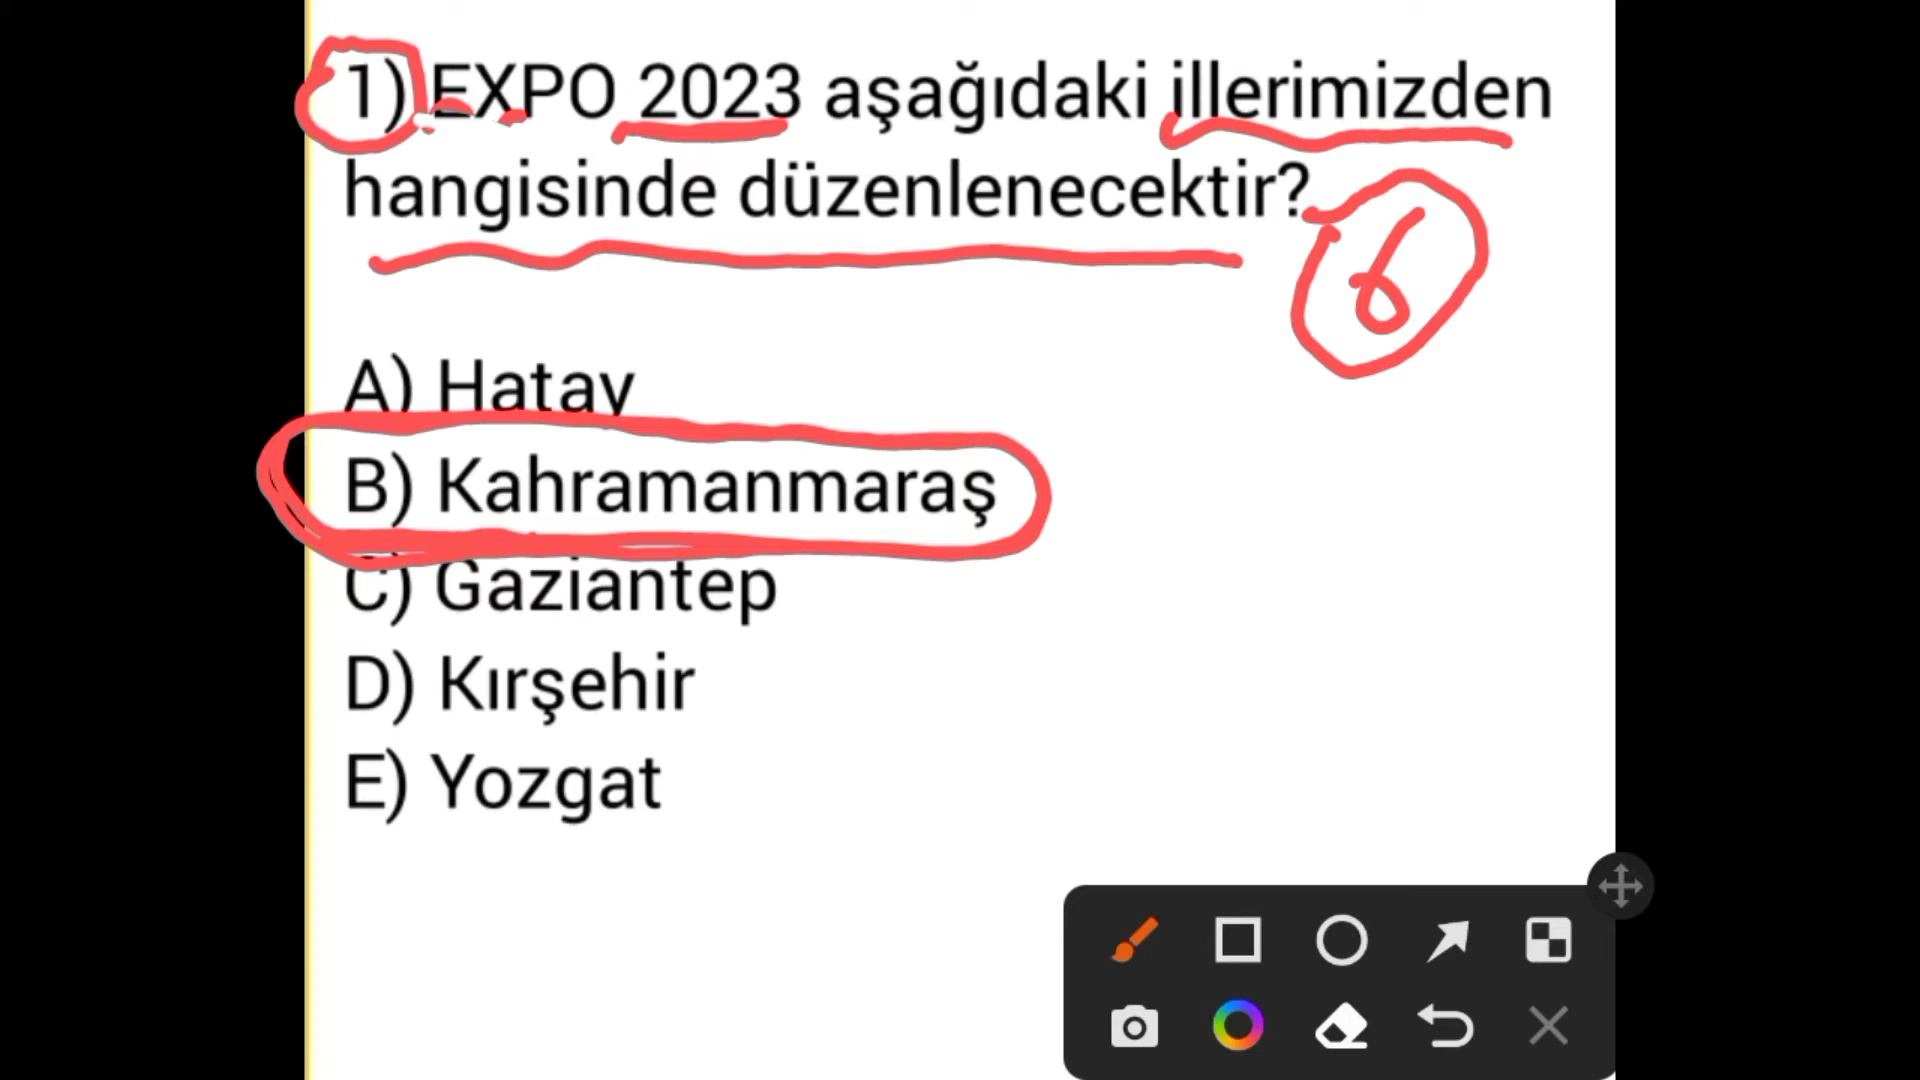 1) EXPO 2023 aşağıdaki illerimizden
hangisinde düzenlenecektir?
6
A) Hatay
B) Kahramanmaraş
C) Gaziantep
D) Kırşehir
E) Yozgat